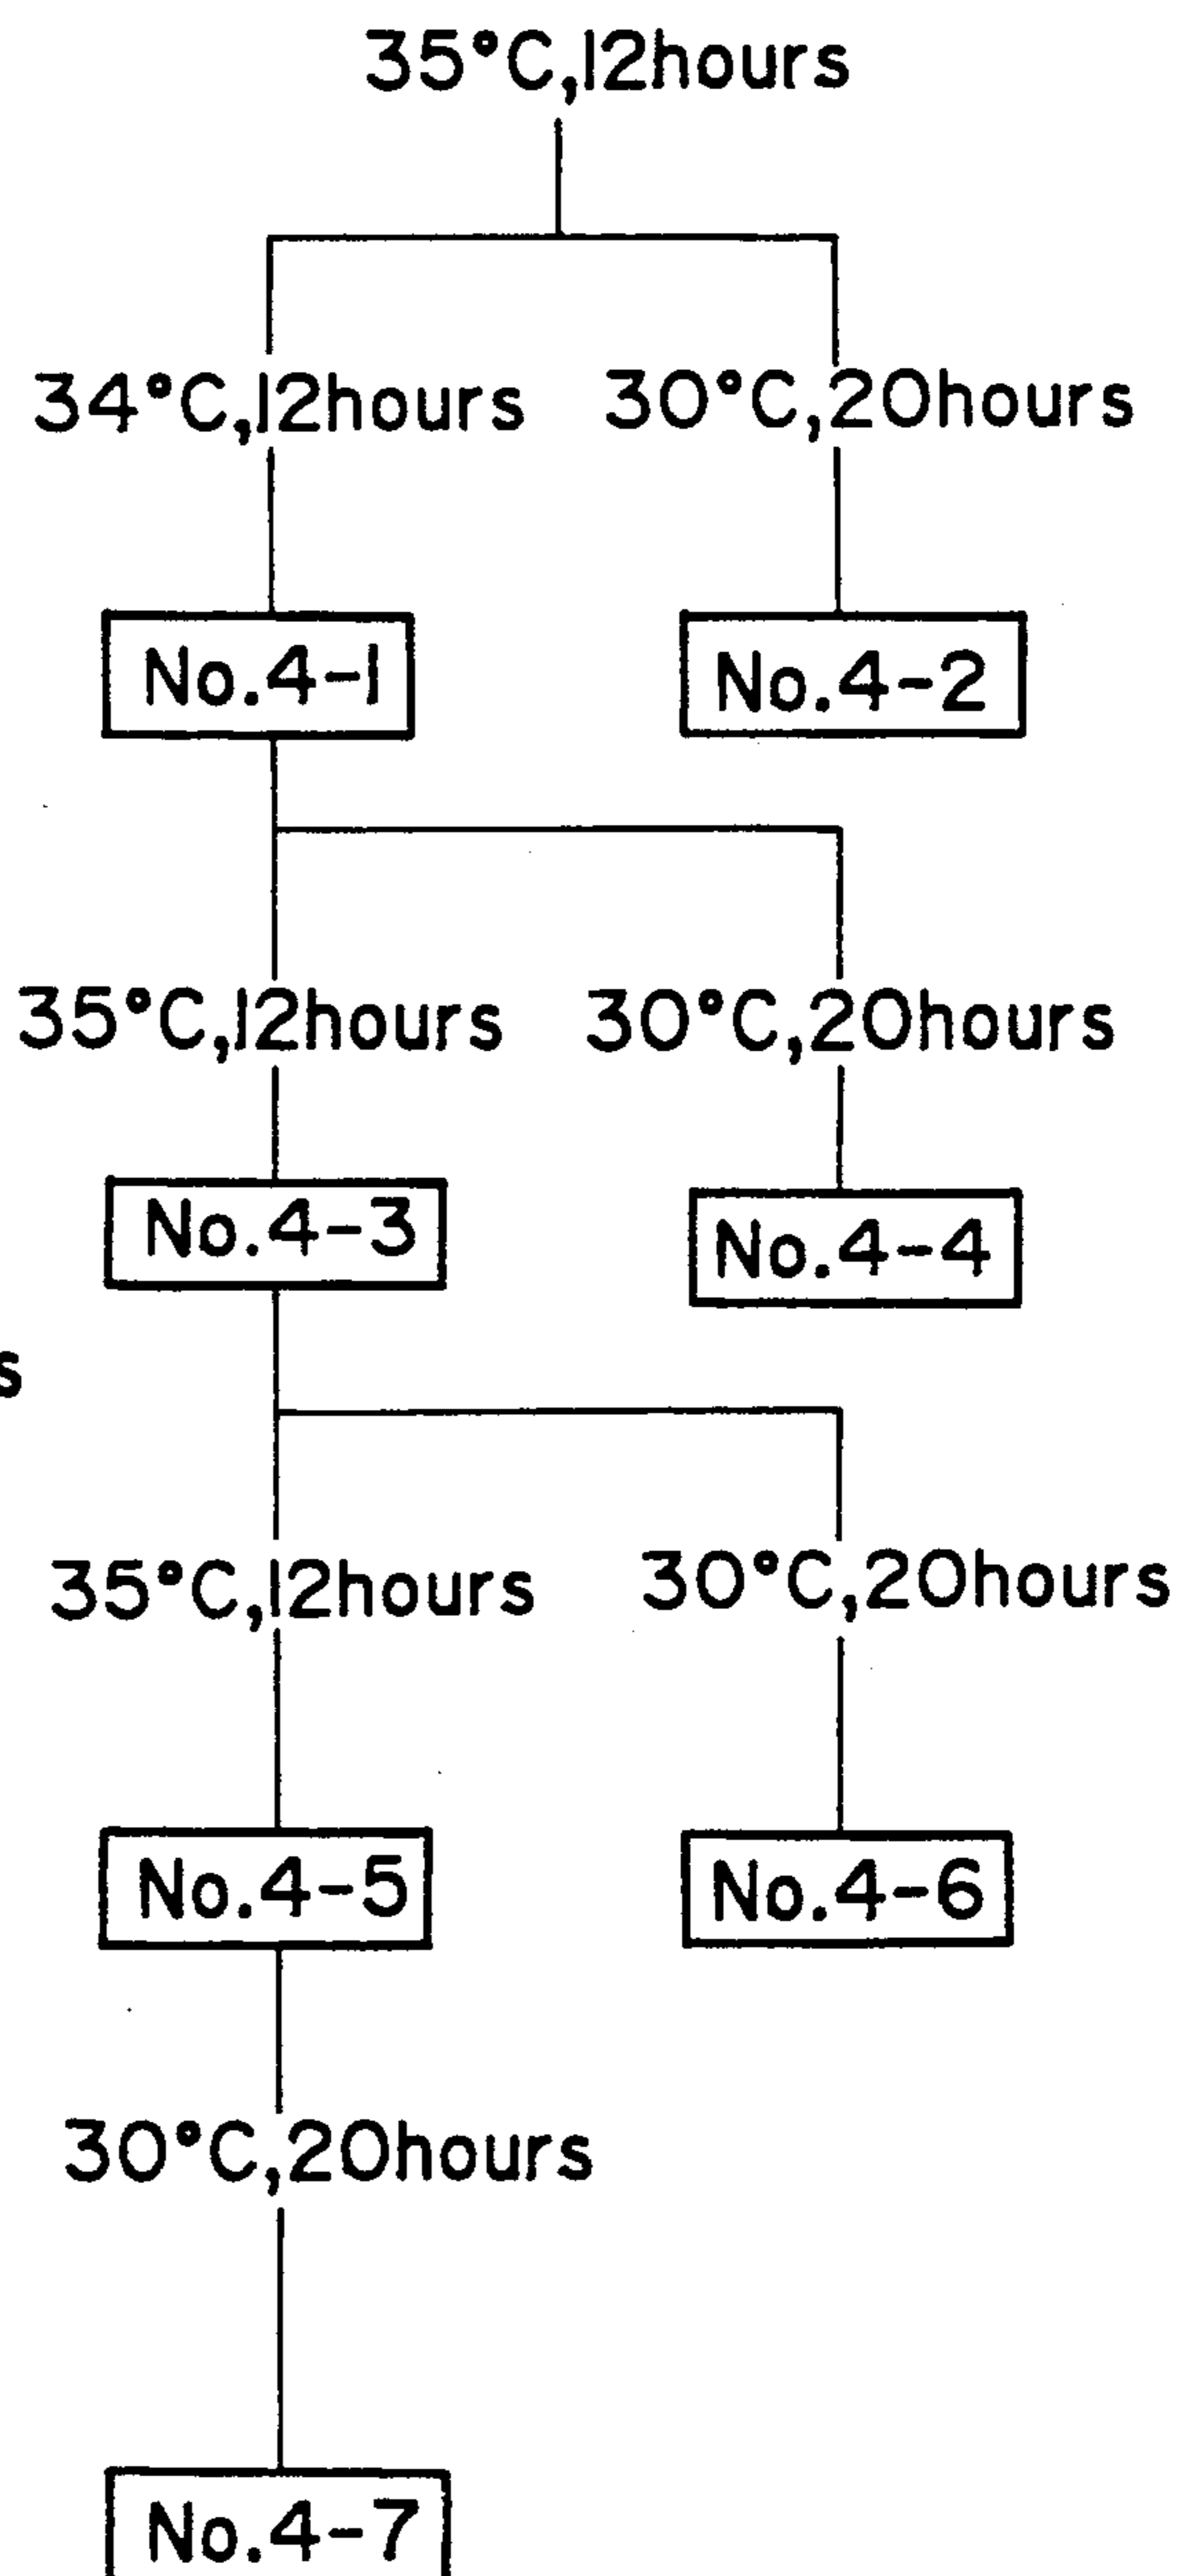 35°C,12hours
34°C,12hours 30°C,20hours
No.4-1 No.4-2
35°C,12hours 30°C,20hours
No.4-3 No.4-4
s
35°C,12hours 30°C,20hours
No.4-5 No.4-6
30°C,20hours
No.4-7